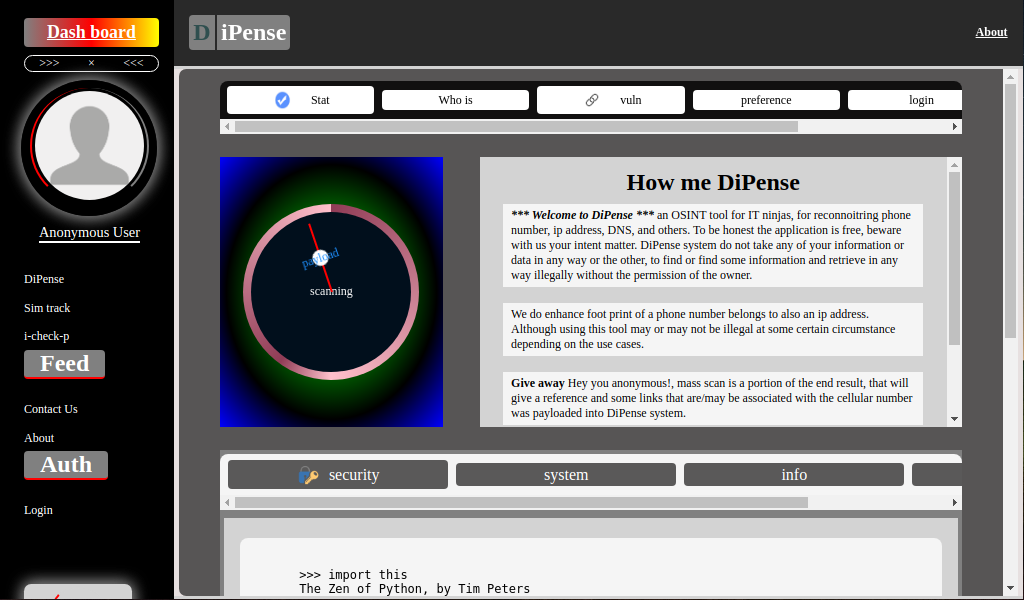 Dash board
>>> × <<<
Anonymous User
DiPense
Sim track
i-check-p
Feed
Contact Us
About
Auth
Login
D iPense
About
Stat
Who is
vuln
preference
login
payload
scanning
How me DiPense
*** Welcome to DiPense *** an OSINT tool for IT ninjas, for reconnoitring phone
number, ip address, DNS, and others. To be honest the application is free, beware
with us your intent matter. DiPense system do not take any of your information or
data in any way or the other, to find or find some information and retrieve in any
way illegally without the permission of the owner.
We do enhance foot print of a phone number belongs to also an ip address.
Although using this tool may or may not be illegal at some certain circumstance
depending on the use cases.
Give away Hey you anonymous!, mass scan is a portion of the end result, that will
give a reference and some links that are/may be associated with the cellular number
was payloaded into DiPense system.
security
system
info
>>> import this
The Zen of Python, by Tim Peters